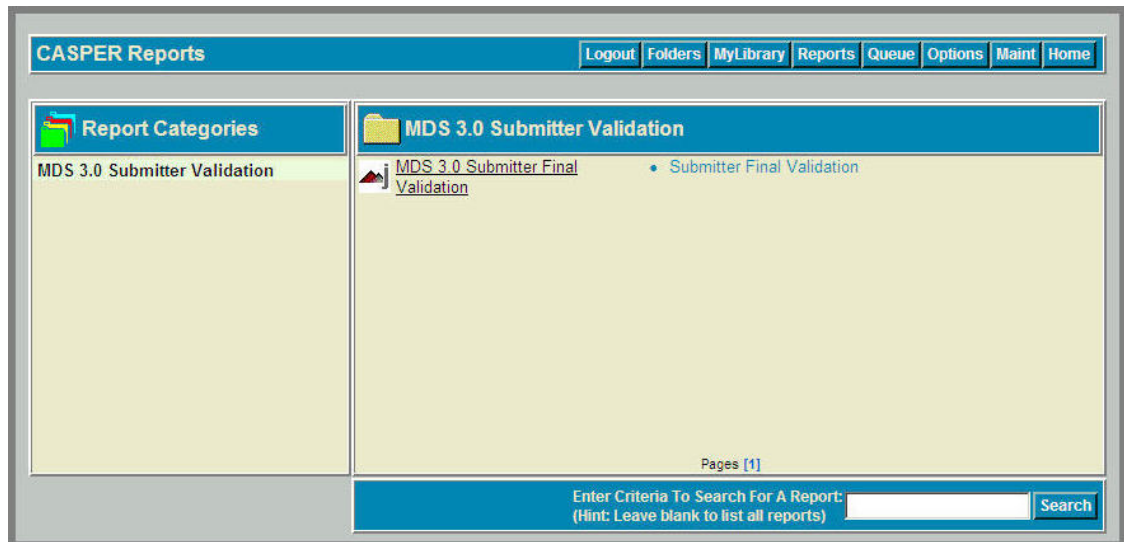 CASPER Reports
Logout Folders MyLibrary Reports Queue Options Maint Home
Report Categories
MDS 3.0 Submitter Validation
MDS 3.0 Submitter Validation
MDS 3.0 Submitter Final
Validation
• Submitter Final Validation
Pages [1]
Enter Criteria To Search For A Report:
(Hint: Leave blank to list all reports)
Search